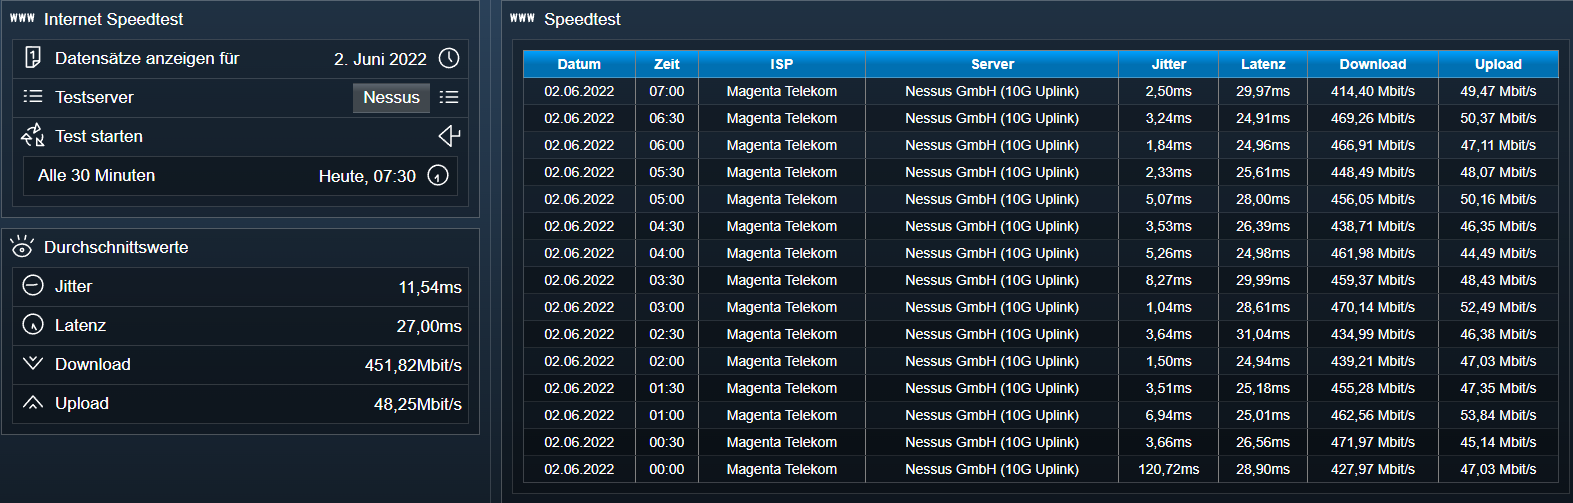 www Internet Speedtest
1 Datensätze anzeigen für 2. Juni 2022
Testserver Nessus
Test starten
Alle 30 Minuten Heute, 07:30
Durchschnittswerte
Jitter 11,54ms
Latenz 27,00ms
Download 451,82Mbit/s
Upload 48,25Mbit/s
www Speedtest
Datum Zeit ISP Server Jitter Latenz Download Upload
02.06.2022 07:00 Magenta Telekom Nessus GmbH (10G Uplink) 2,50ms 29,97ms 414,40 Mbit/s 49,47 Mbit/s
02.06.2022 06:30 Magenta Telekom Nessus GmbH (10G Uplink) 3,24ms 24,91ms 469,26 Mbit/s 50,37 Mbit/s
02.06.2022 06:00 Magenta Telekom Nessus GmbH (10G Uplink) 1,84ms 24,96ms 466,91 Mbit/s 47,11 Mbit/s
02.06.2022 05:30 Magenta Telekom Nessus GmbH (10G Uplink) 2,33ms 25,61ms 448,49 Mbit/s 48,07 Mbit/s
02.06.2022 05:00 Magenta Telekom Nessus GmbH (10G Uplink) 5,07ms 28,00ms 456,05 Mbit/s 50,16 Mbit/s
02.06.2022 04:30 Magenta Telekom Nessus GmbH (10G Uplink) 3,53ms 26,39ms 438,71 Mbit/s 46,35 Mbit/s
02.06.2022 04:00 Magenta Telekom Nessus GmbH (10G Uplink) 5,26ms 24,98ms 461,98 Mbit/s 44,49 Mbit/s
02.06.2022 03:30 Magenta Telekom Nessus GmbH (10G Uplink) 8,27ms 29,99ms 459,37 Mbit/s 48,43 Mbit/s
02.06.2022 03:00 Magenta Telekom Nessus GmbH (10G Uplink) 1,04ms 28,61ms 470,14 Mbit/s 52,49 Mbit/s
02.06.2022 02:30 Magenta Telekom Nessus GmbH (10G Uplink) 3,64ms 31,04ms 434,99 Mbit/s 46,38 Mbit/s
02.06.2022 02:00 Magenta Telekom Nessus GmbH (10G Uplink) 1,50ms 24,94ms 439,21 Mbit/s 47,03 Mbit/s
02.06.2022 01:30 Magenta Telekom Nessus GmbH (10G Uplink) 3,51ms 25,18ms 455,28 Mbit/s 47,35 Mbit/s
02.06.2022 01:00 Magenta Telekom Nessus GmbH (10G Uplink) 6,94ms 25,01ms 462,56 Mbit/s 53,84 Mbit/s
02.06.2022 00:30 Magenta Telekom Nessus GmbH (10G Uplink) 3,66ms 26,56ms 471,97 Mbit/s 45,14 Mbit/s
02.06.2022 00:00 Magenta Telekom Nessus GmbH (10G Uplink) 120,72ms 28,90ms 427,97 Mbit/s 47,03 Mbit/s